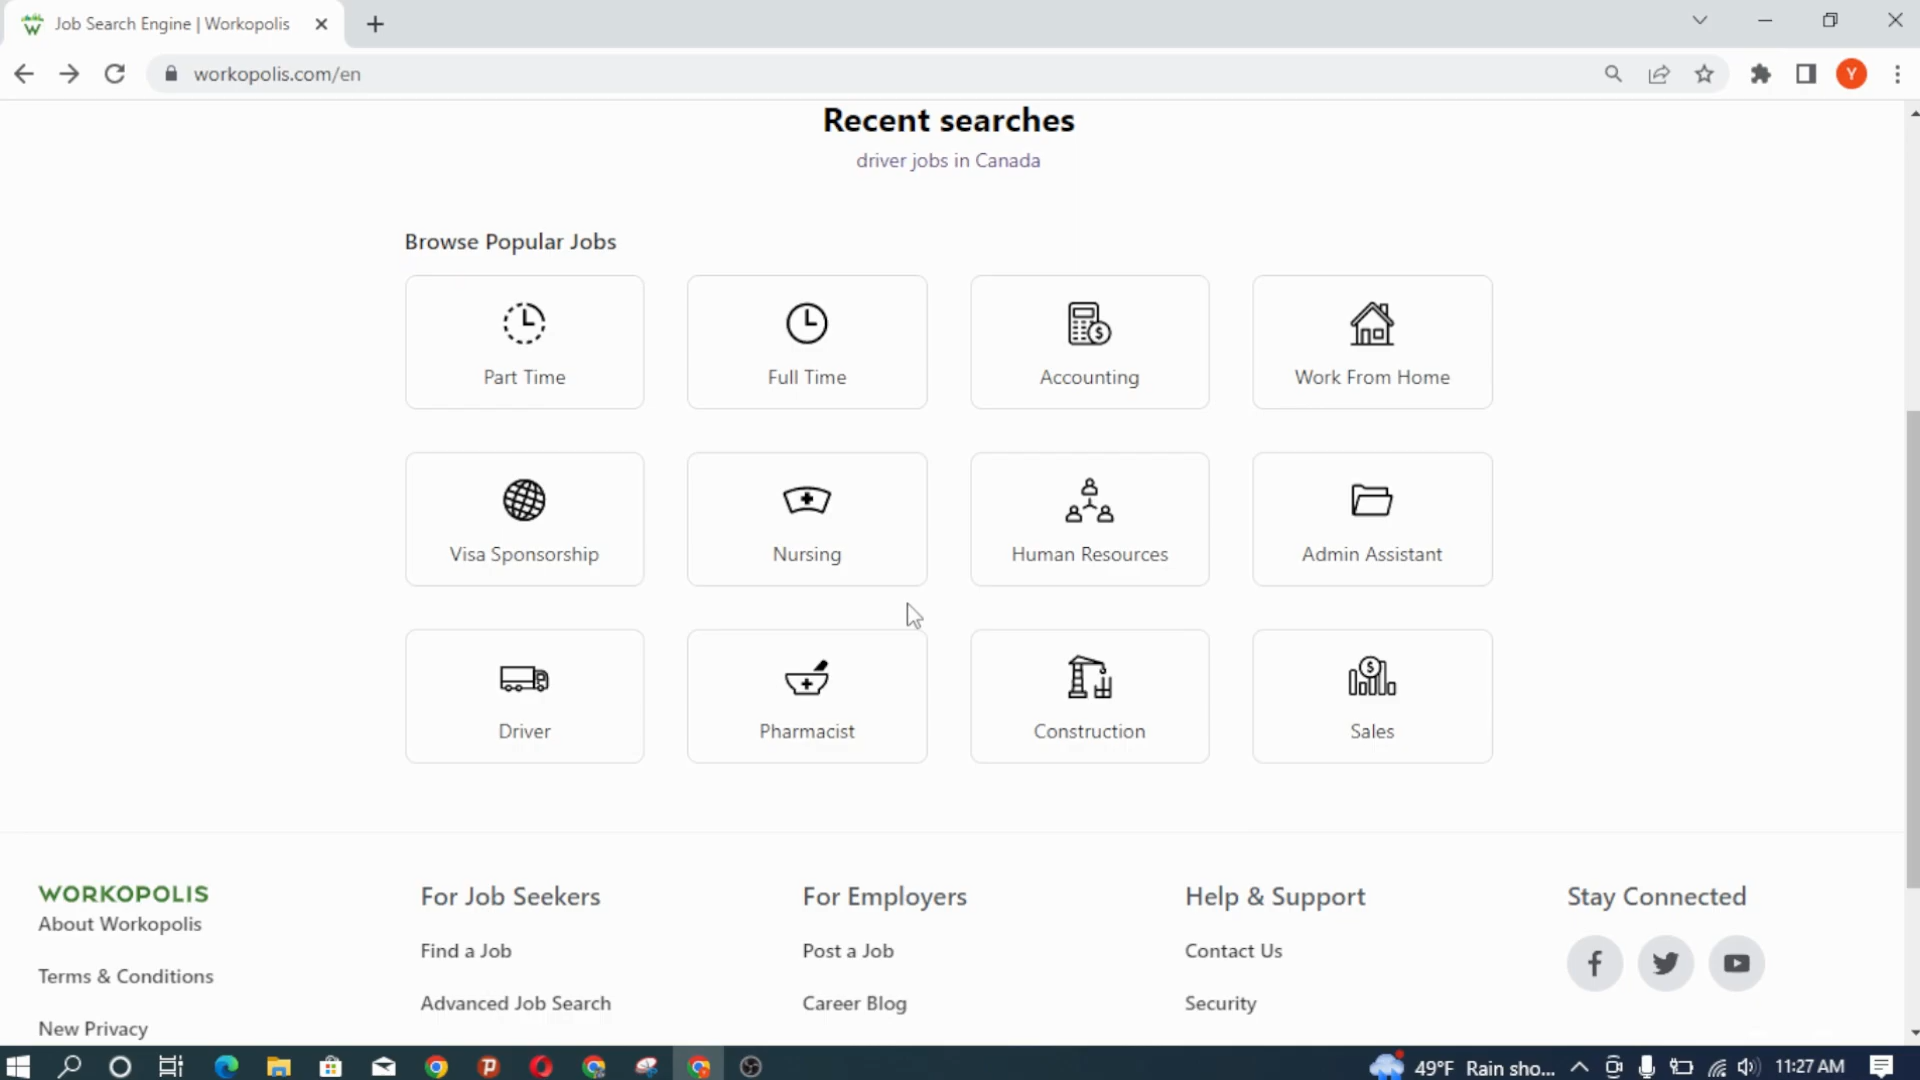 Job Search Engine | Workopolis
workopolis.com/en
Y
Recent searches
driver jobs in Canada
Browse Popular Jobs
Part Time
Full Time
Accounting
Work From Home
Visa Sponsorship
Nursing
Human Resources
Admin Assistant
Driver
Pharmacist
Construction
Sales
WORKOPOLIS
About Workopolis
Terms & Conditions
New Privacy
For Job Seekers
Find a Job
Advanced Job Search
For Employers
Post a Job
Career Blog
Help & Support
Contact Us
Security
Stay Connected
49°F Rain sho...
11:27 AM